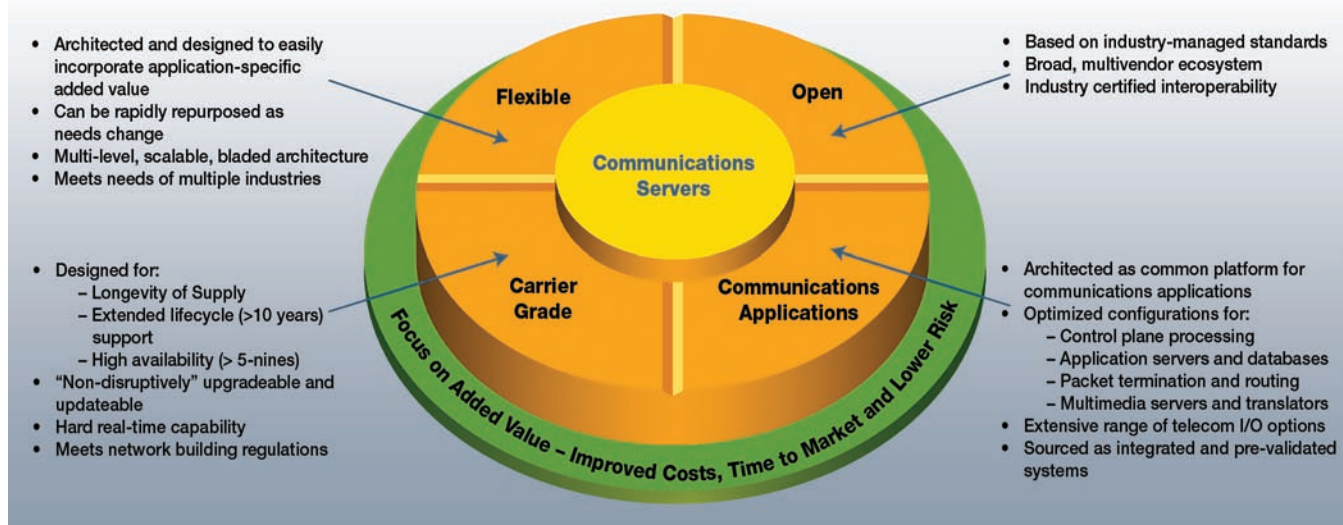 • Architected and designed to easily
incorporate application-specific
added value
• Can be rapidly repurposed as
needs change
• Multi-level, scalable, bladed architecture
• Meets needs of multiple industries
Flexible
Open
• Based on industry-managed standards
• Broad, multivendor ecosystem
• Industry certified interoperability
Communications
Servers
• Designed for:
– Longevity of Supply
– Extended lifecycle (>10 years)
support
– High availability (> 5-nines)
• “Non-disruptively” upgradeable and
updateable
• Hard real-time capability
• Meets network building regulations
Carrier
Grade
Communications
Applications
• Architected as common platform for
communications applications
• Optimized configurations for:
– Control plane processing
– Application servers and databases
– Packet termination and routing
– Multimedia servers and translators
• Extensive range of telecom I/O options
• Sourced as integrated and pre-validated
systems
Focus on Added Value – Improved Costs, Time to Market and Lower Risk